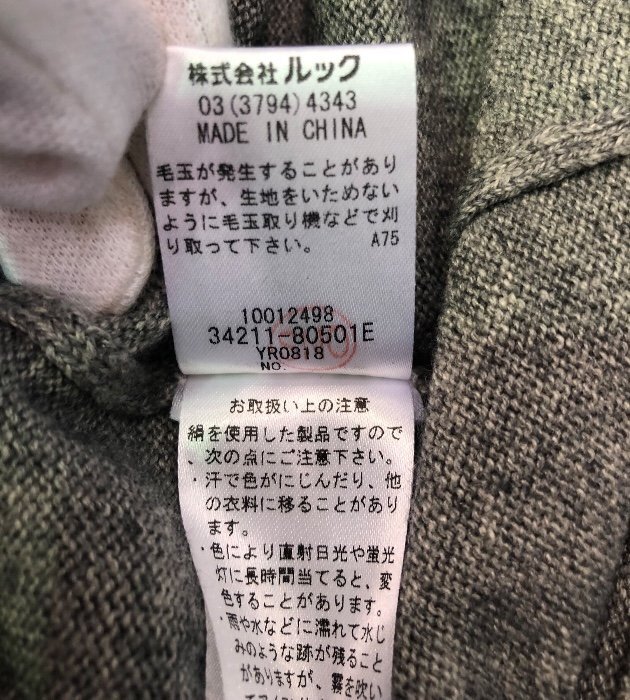 株式会社 ルック
03(3794)4343
MADE IN CHINA
毛玉が発生することがあり
ますが、生地をいためない
ように毛玉取り機などで刈
り取って下さい。 A75
10012498
34211-80501E
YR0818
NO.
お取扱い上の注意
絹を使用した製品ですので
、次の点にご注意下さい。
・汗で色がにじんだり、他
の衣料に移ることがあり
ます。
・色により直射日光や蛍光
灯に長時間当てると、変
色することがあります。
・雨や水などに濡れて水じ
みのような跡が残ること
がありますが、霧を吹い